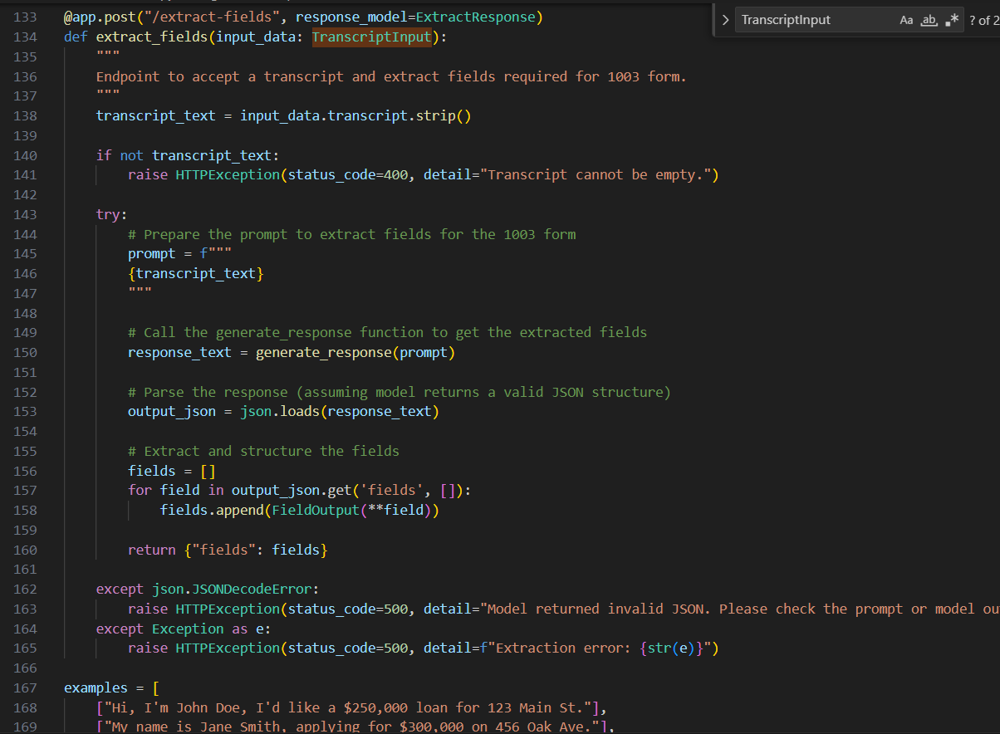 TranscriptInput Aa ab ? of 2
133 @app.post("/extract-fields", response_model=ExtractResponse)
134 def extract_fields(input_data: TranscriptInput):
135 """
136 Endpoint to accept a transcript and extract fields required for 1003 form.
137 """
138 transcript_text = input_data.transcript.strip()
139
140 if not transcript_text:
141 raise HTTPException(status_code=400, detail="Transcript cannot be empty.")
142
143 try:
144 # Prepare the prompt to extract fields for the 1003 form
145 prompt = f"""
146 {transcript_text}
147 """
148
149 # Call the generate_response function to get the extracted fields
150 response_text = generate_response(prompt)
151
152 # Parse the response (assuming model returns a valid JSON structure)
153 output_json = json.loads(response_text)
154
155 # Extract and structure the fields
156 fields = []
157 for field in output_json.get('fields', []):
158 fields.append(FieldOutput(**field))
159
160 return {"fields": fields}
161
162 except json.JSONDecodeError:
163 raise HTTPException(status_code=500, detail="Model returned invalid JSON. Please check the prompt or model ou
164 except Exception as e:
165 raise HTTPException(status_code=500, detail=f"Extraction error: {str(e)}")
166
167 examples = [
168 ["Hi, I'm John Doe, I'd like a $250,000 loan for 123 Main St."],
169 ["My name is Jane Smith, applying for $300,000 on 456 Oak Ave."],